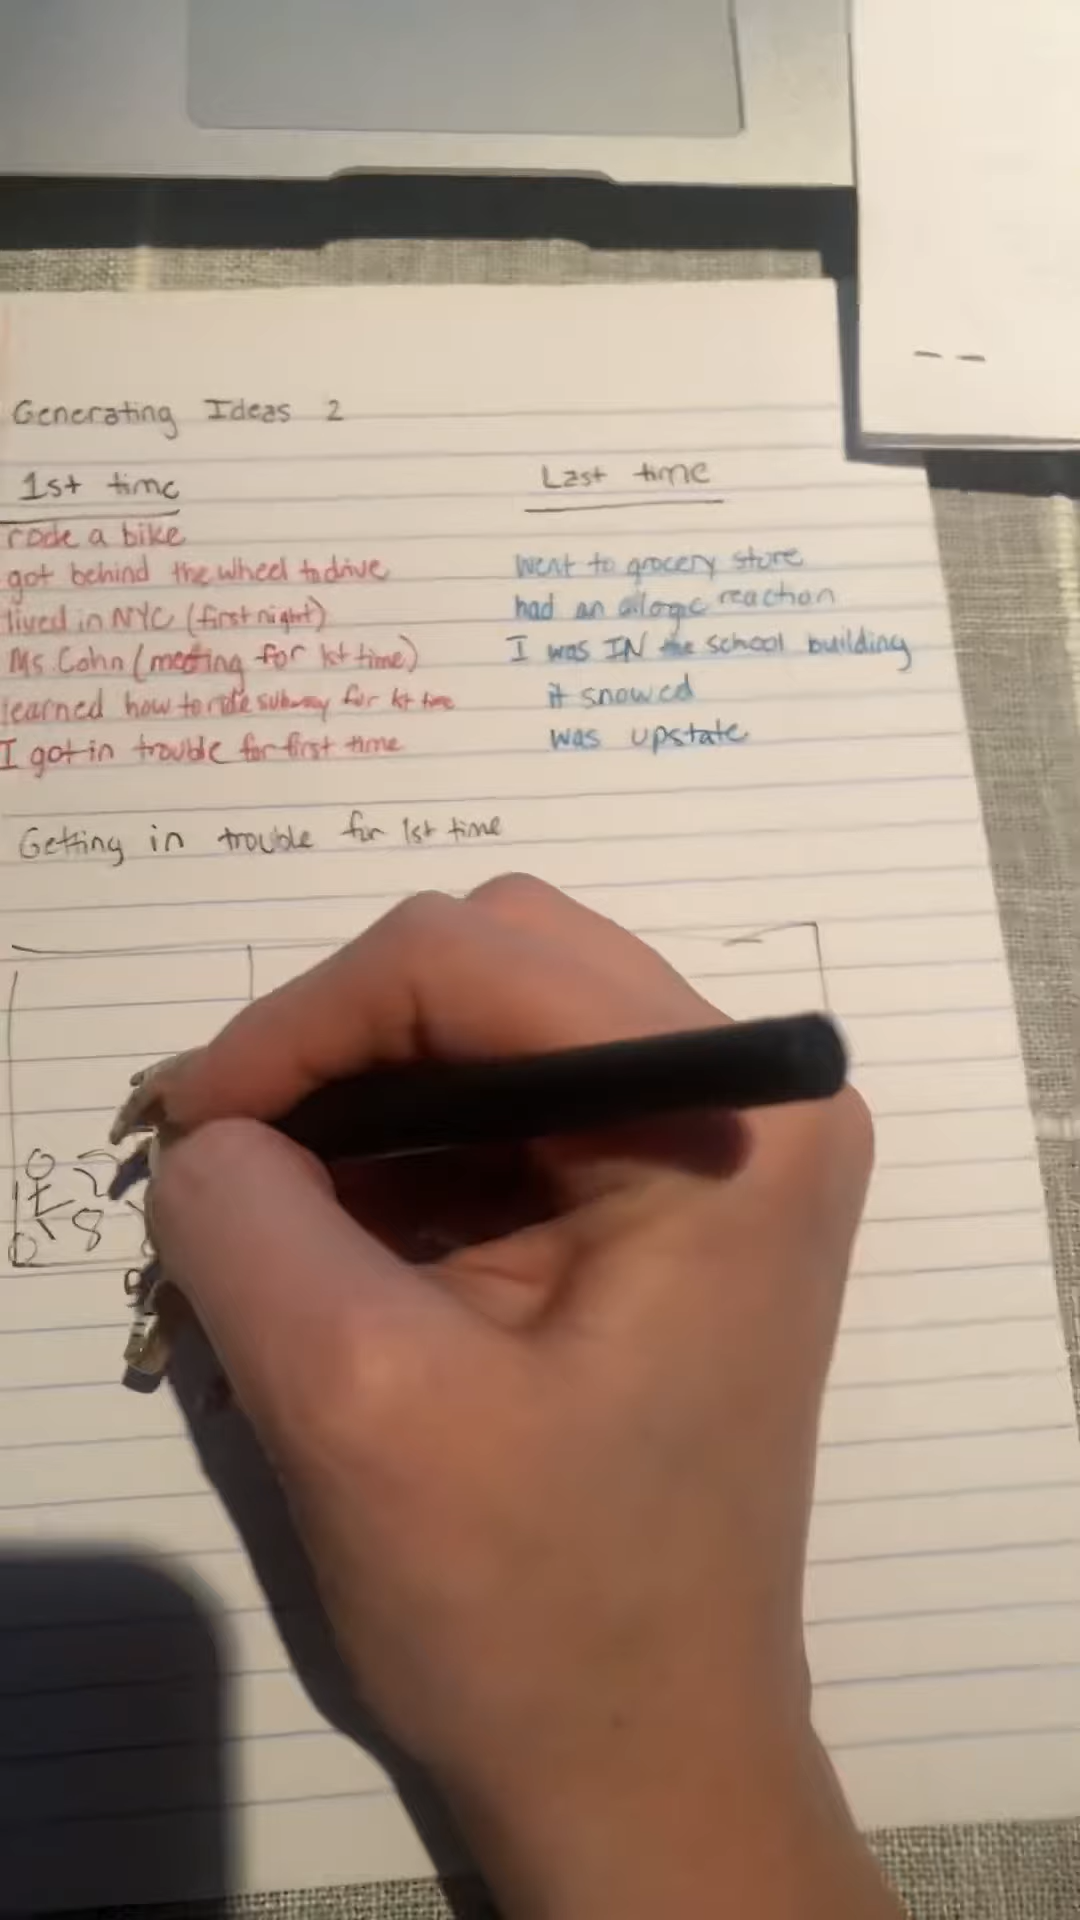 Generating Ideas 2
1st time
Last time
rode a bike
got behind the wheel to drive
lived in NYC (first night)
Ms. Cohn (meeting for 1st time)
learned how to ride subway for 1st time
I got in trouble for first time
went to grocery store
had an allergic reaction
I was IN the school building
it snowed
was upstate
Getting in trouble for 1st time